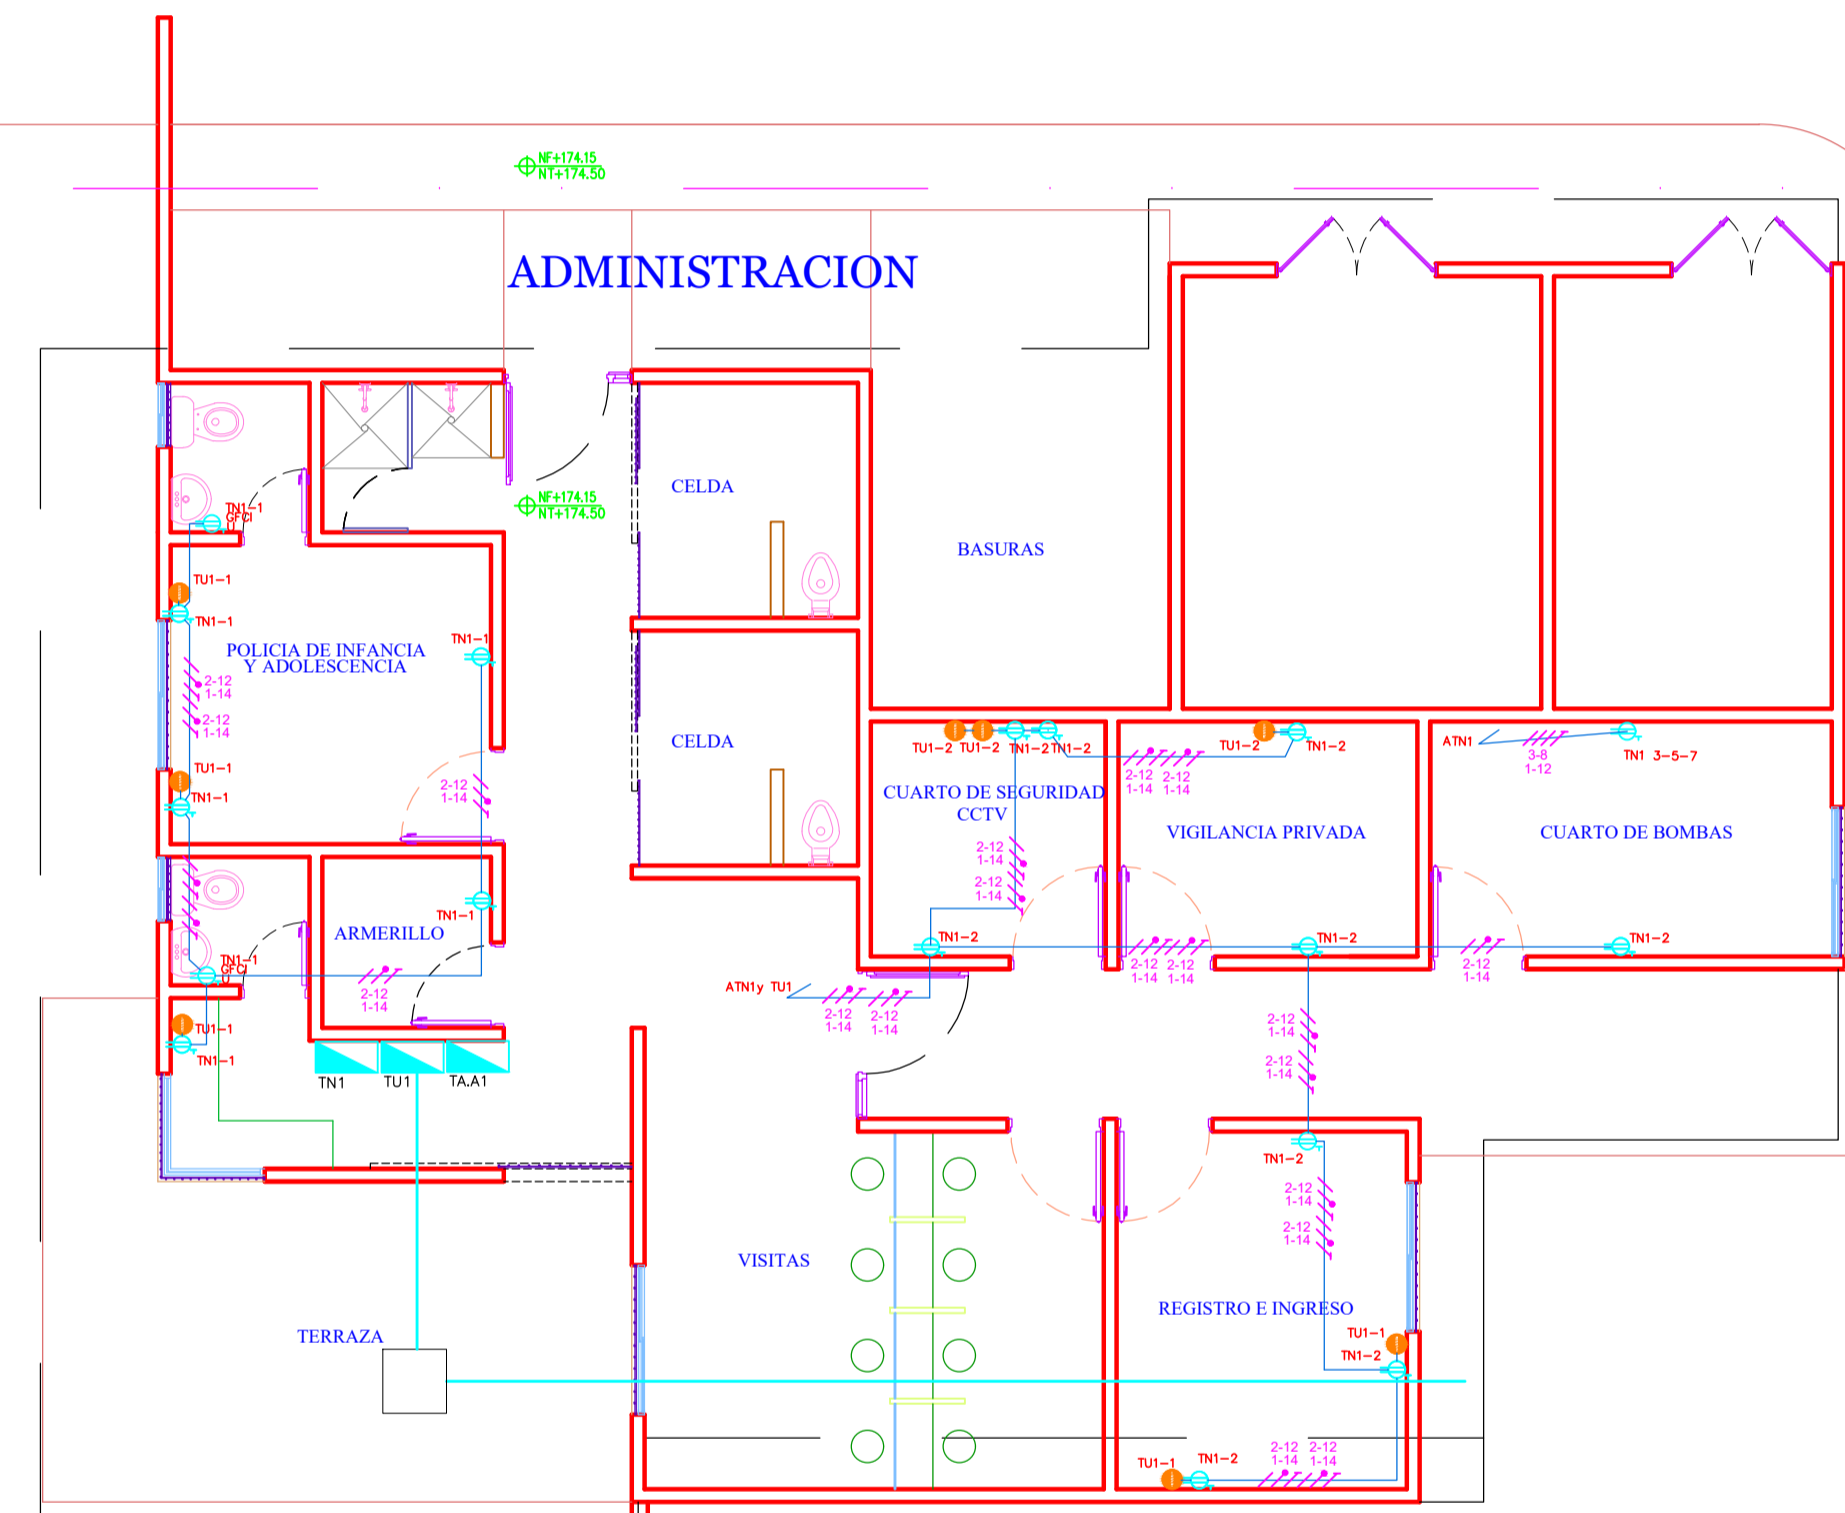 NF+174.15
NT+174.50
ADMINISTRACION
CELDA
NF+174.15
NT+174.50
TN1-1
GFCI
U
BASURAS
TU1-1
TN1-1
POLICIA DE INFANCIA
Y ADOLESCENCIA
TN1-1
2-12
1-14
2-12
1-14
CELDA
TU1-1
TN1-1
2-12
1-14
TU1-2 TU1-2 TN1-2 TN1-2
2-12 2-12
1-14 1-14
TU1-2 TN1-2
ATN1
3-8
1-12
TN1 3-5-7
CUARTO DE SEGURIDAD
CCTV
VIGILANCIA PRIVADA
CUARTO DE BOMBAS
2-12
1-14
2-12
1-14
TN1-1
ARMERILLO
TN1-2
TN1-2
TN1-2
2-12 2-12
1-14 1-14
2-12
1-14
TN1-1
GFCI
U
2-12
1-14
ATN1y TU1
2-12 2-12
1-14 1-14
TU1-1
TN1-1
TN1 TU1 TA.A1
2-12
1-14
2-12
1-14
TN1-2
2-12
1-14
2-12
1-14
VISITAS
REGISTRO E INGRESO
TERRAZA
TU1-1
TN1-2
TU1-1 TN1-2
2-12 2-12
1-14 1-14